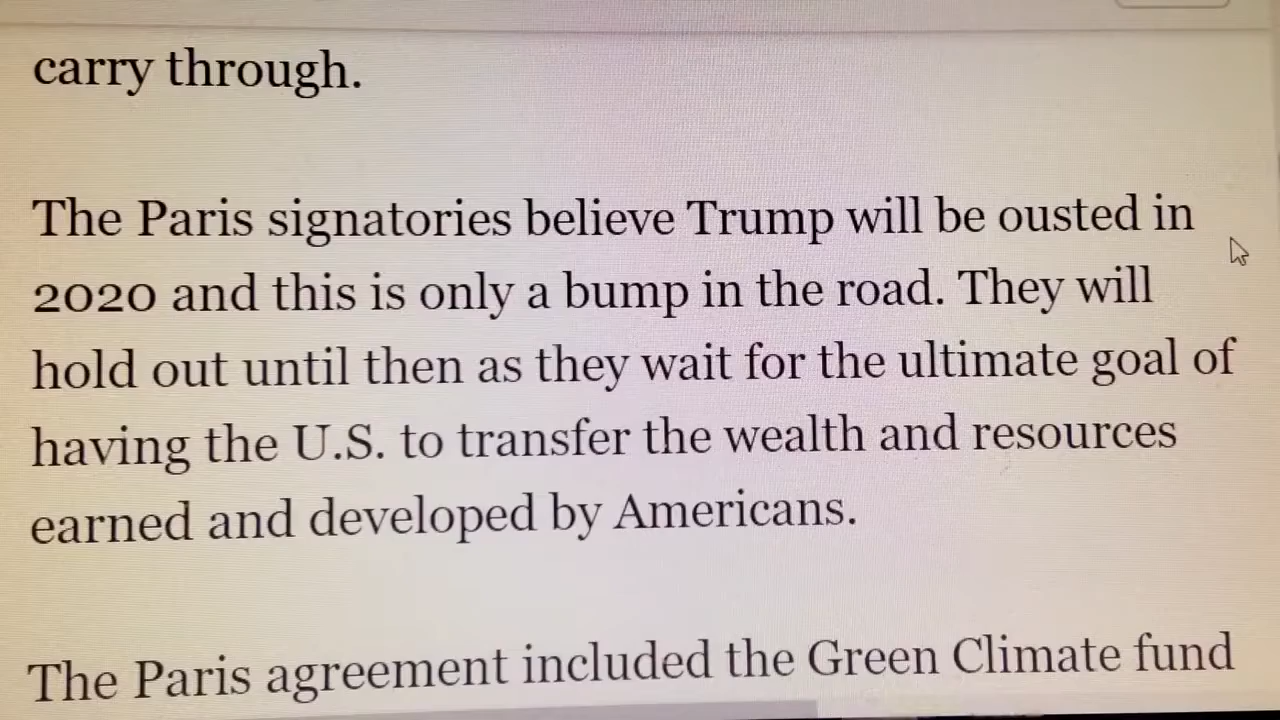 carry through.
The Paris signatories believe Trump will be ousted in
2020 and this is only a bump in the road. They will
hold out until then as they wait for the ultimate goal of
having the U.S. to transfer the wealth and resources
earned and developed by Americans.
The Paris agreement included the Green Climate fund